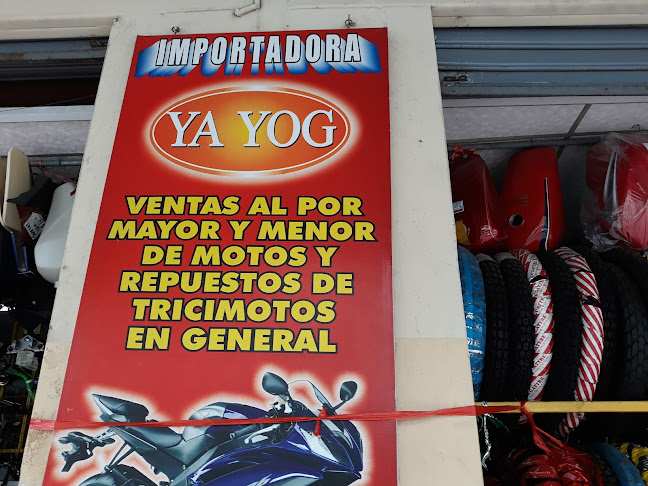 IMPORTADORA
YA YOG
VENTAS AL POR
MAYOR Y MENOR
DE MOTOS Y
REPUESTOS DE
TRICIMOTOS
EN GENERAL